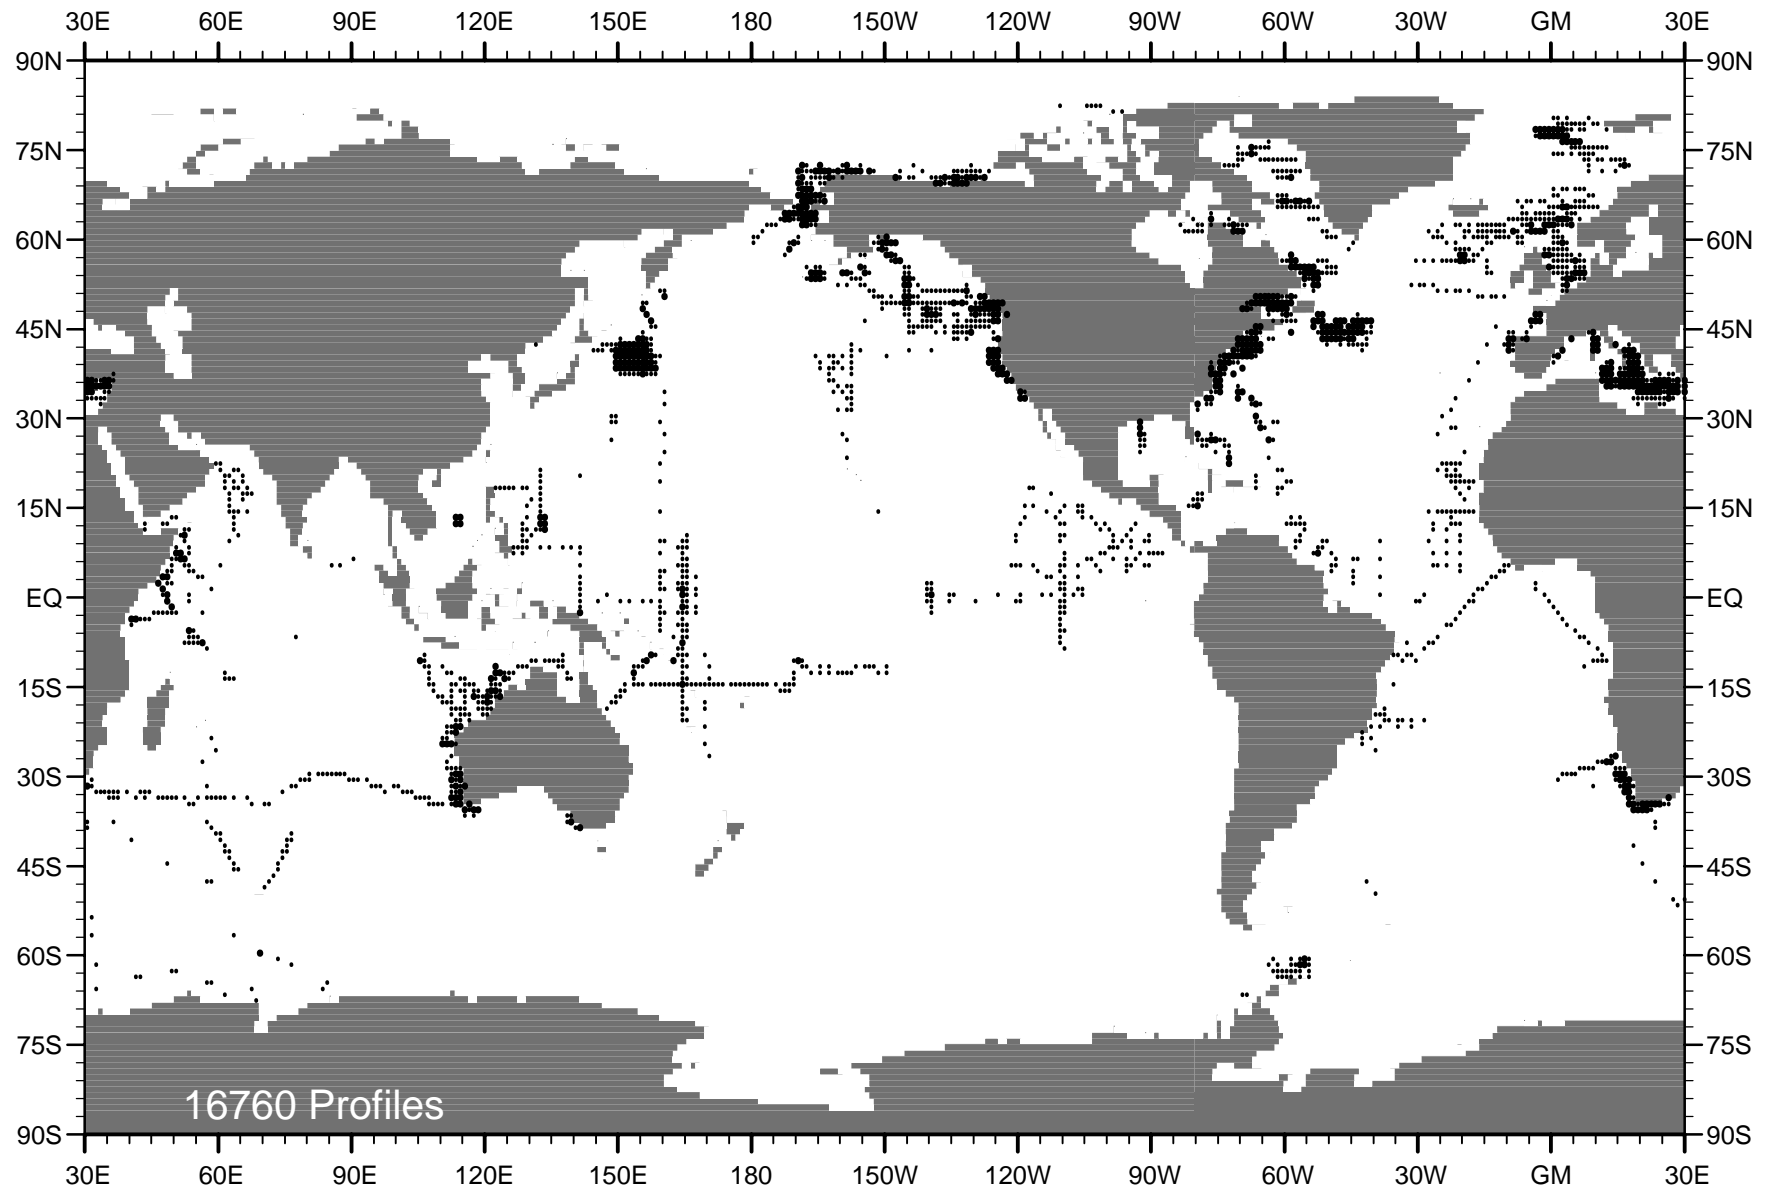 30E 60E 90E 120E 150E 180 150W 120W 90W 60W 30W GM 30E
90N 90N
75N 75N
60N 60N
45N 45N
30N 30N
15N 15N
EQ EQ
15S 15S
30S 30S
45S 45S
60S 60S
75S 75S
16760 Profiles
90S 90S
30E 60E 90E 120E 150E 180 150W 120W 90W 60W 30W GM 30E